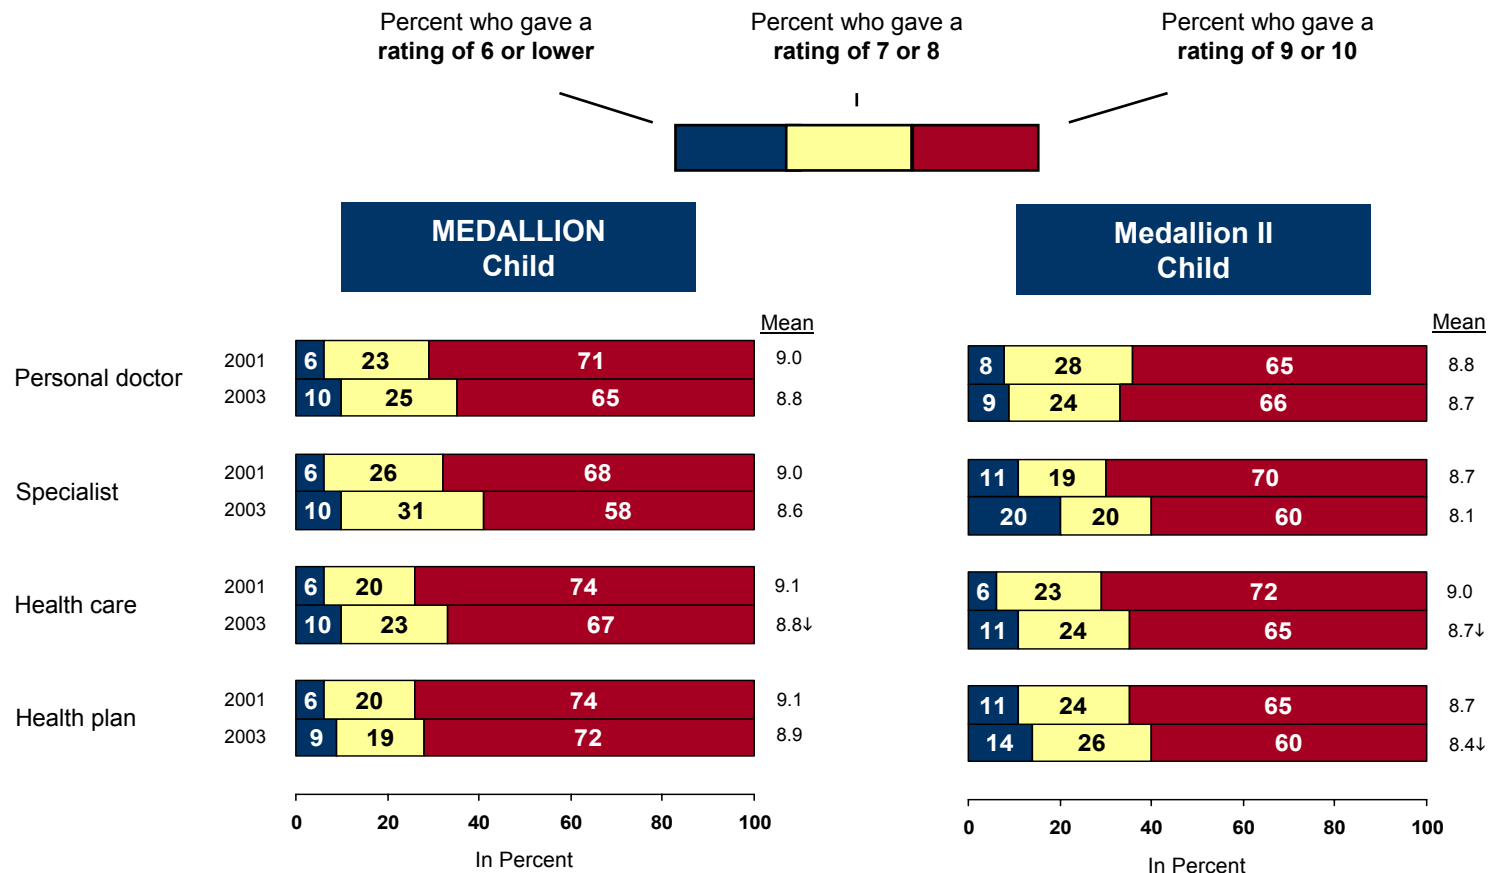 Percent who gave a
rating of 6 or lower
Percent who gave a
rating of 7 or 8
Percent who gave a
rating of 9 or 10
MEDALLION
Child
Medallion II
Child
Mean
Mean
Personal doctor
2001 6 23 71 9.0
8 28 65 8.8
2003 10 25 65 8.8
9 24 66 8.7
Specialist
2001 6 26 68 9.0
11 19 70 8.7
2003 10 31 58 8.6
20 20 60 8.1
Health care
2001 6 20 74 9.1
6 23 72 9.0
2003 10 23 67 8.8↓
11 24 65 8.7↓
Health plan
2001 6 20 74 9.1
11 24 65 8.7
2003 9 19 72 8.9
14 26 60 8.4↓
0 20 40 60 80 100
0 20 40 60 80 100
In Percent
In Percent